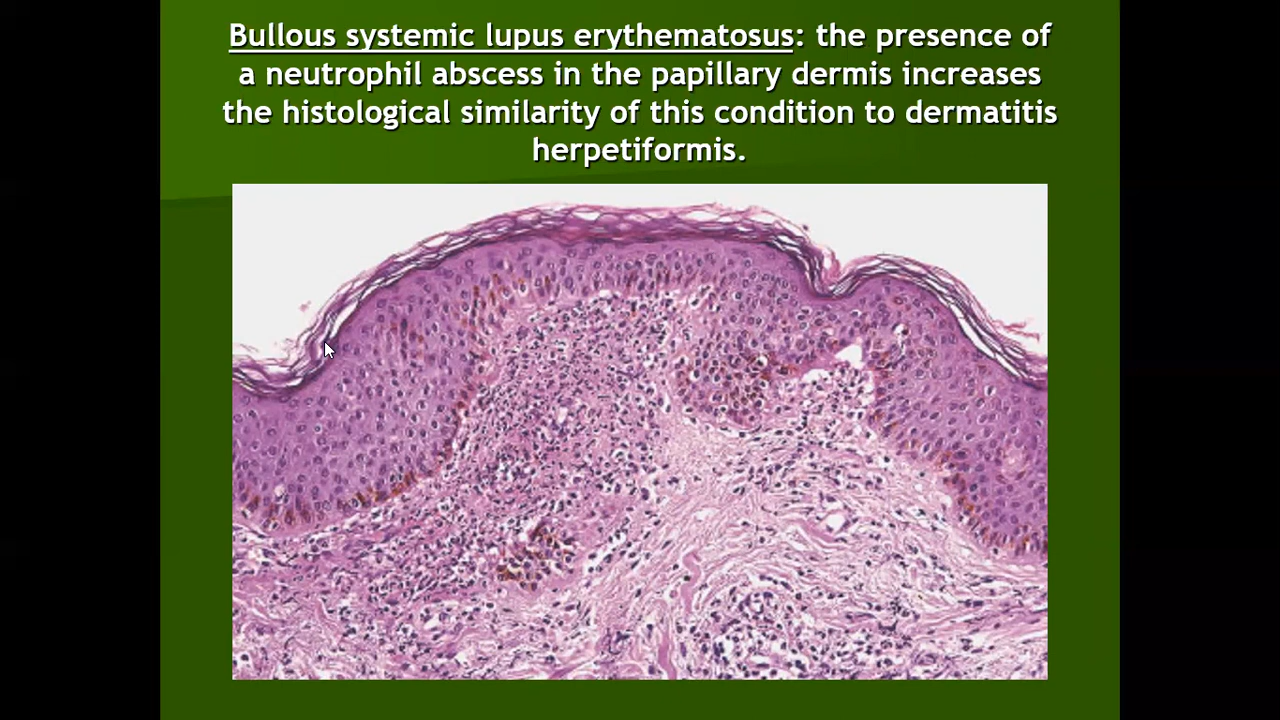 Bullous systemic lupus erythematosus: the presence of
a neutrophil abscess in the papillary dermis increases
the histological similarity of this condition to dermatitis
herpetiformis.